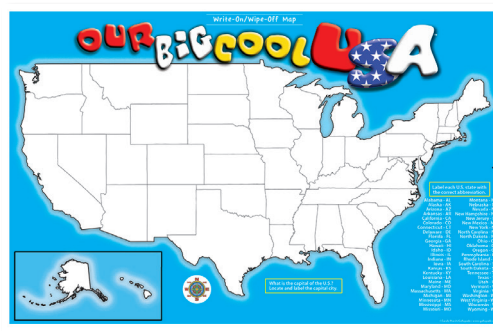 Write-On/Wipe-Off Map
OUR BIG COOL USA
Label each U.S. state with
the correct abbreviation.
Alabama - AL
Alaska - AK
Arizona - AZ
Arkansas - AR
California - CA
Colorado - CO
Connecticut - CT
Delaware - DE
Florida - FL
Georgia - GA
Hawaii - HI
Idaho - ID
Illinois - IL
Indiana - IN
Iowa - IA
Kansas - KS
Kentucky - KY
Louisiana - LA
Maine - ME
Maryland - MD
Massachusetts - MA
Michigan - MI
Minnesota - MN
Mississippi - MS
Missouri - MO
Montana -
Nebraska -
Nevada -
New Hampshire -
New Jersey
New Mexico -
New York -
North Carolina
North Dakota
Ohio -
Oklahoma
Oregon -
Pennsylvania
Rhode Island
South Carolina
South Dakota
Tennessee
Texas
Utah -
Vermont
Virginia
Washington -
West Virginia
Wisconsin
Wyoming -
What is the capital of the U.S.?
Locate and label the capital city.